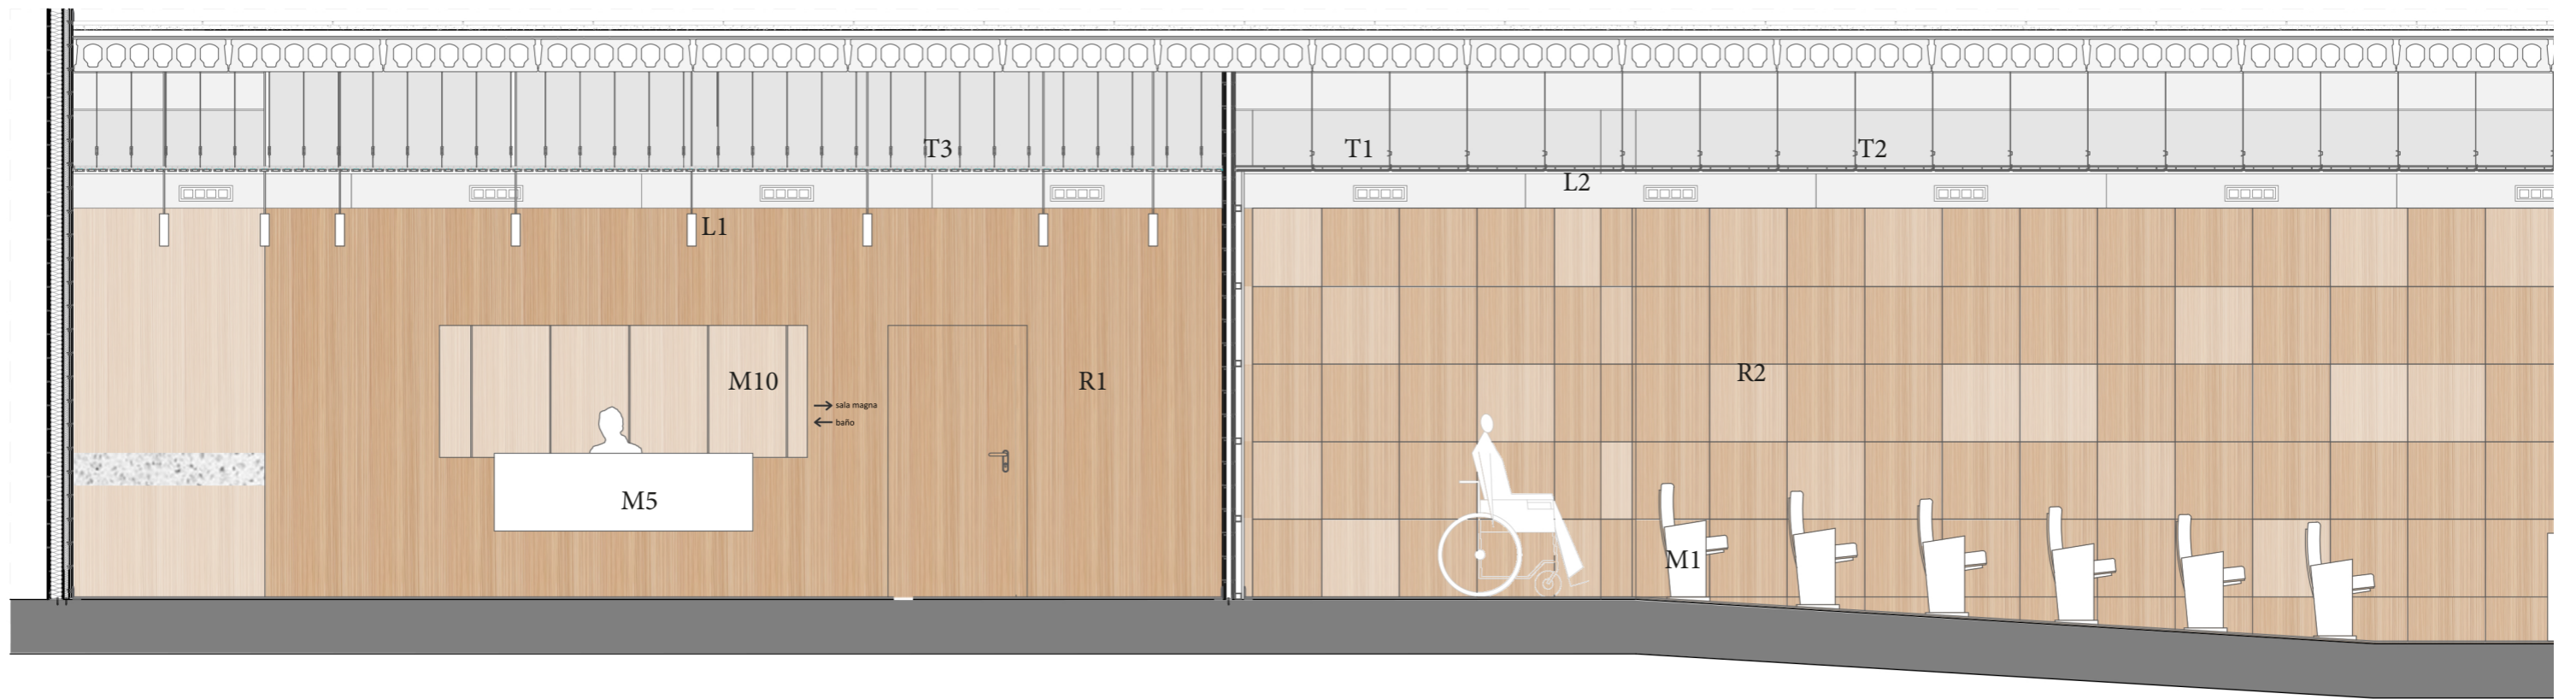 T3
T1
T2
L2
L1
M10
R1
R2
→ sala magna
← baño
M5
M1